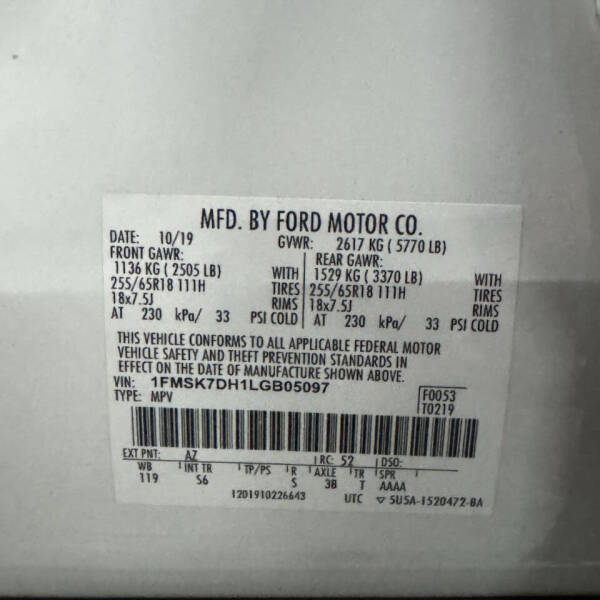 MFD. BY FORD MOTOR CO.
DATE: 10/19 GVWR: 2617 KG ( 5770 LB)
FRONT GAWR: REAR GAWR:
1136 KG ( 2505 LB) WITH 1529 KG ( 3370 LB) WITH
255/65R18 111H TIRES 255/65R18 111H TIRES
18x7.5J RIMS 18x7.5J RIMS
AT 230 kPa/ 33 PSI COLD AT 230 kPa/ 33 PSI COLD
THIS VEHICLE CONFORMS TO ALL APPLICABLE FEDERAL MOTOR
VEHICLE SAFETY AND THEFT PREVENTION STANDARDS IN
EFFECT ON THE DATE OF MANUFACTURE SHOWN ABOVE.
VIN: 1FMSK7DH1LGB05097 F0053
TYPE: MPV T0219
EXT PNT: AZ RC: 52 DSO:
WB INT TR TP/PS R AXLE TR SPR
119 S6 S 3B T AAAA
1201910226643 UTC ▽ 5U5A-1520472-BA